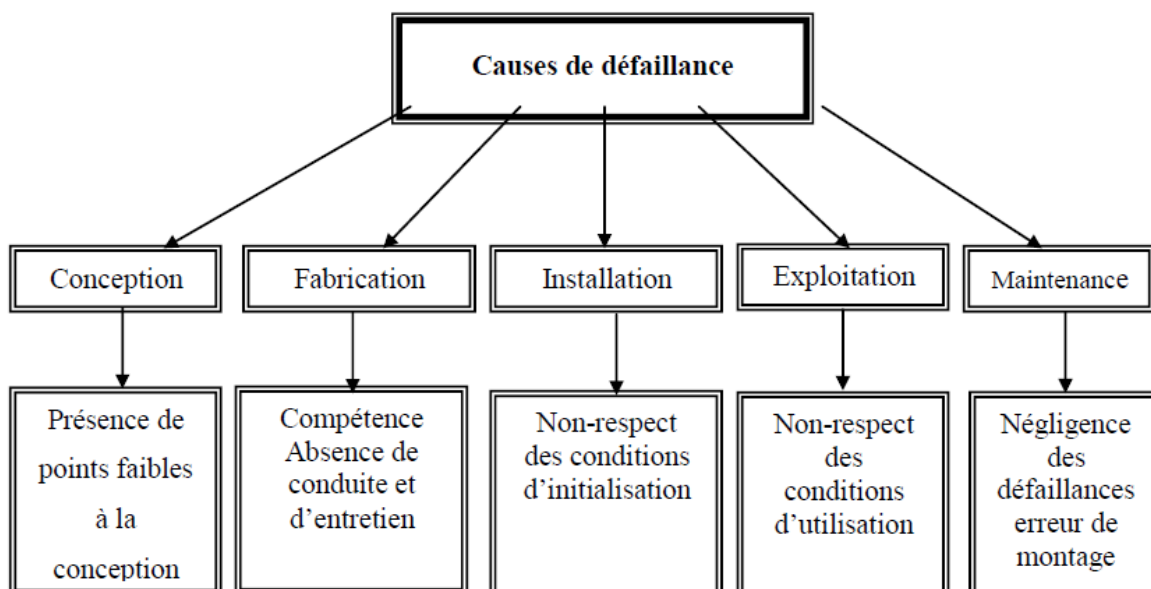 Causes de défaillance
Conception
Fabrication
Installation
Exploitation
Maintenance
Présence de
points faibles
à la
conception
Compétence
Absence de
conduite et
d’entretien
Non-respect
des conditions
d’initialisation
Non-respect
des
conditions
d’utilisation
Négligence
des
défaillances
erreur de
montage